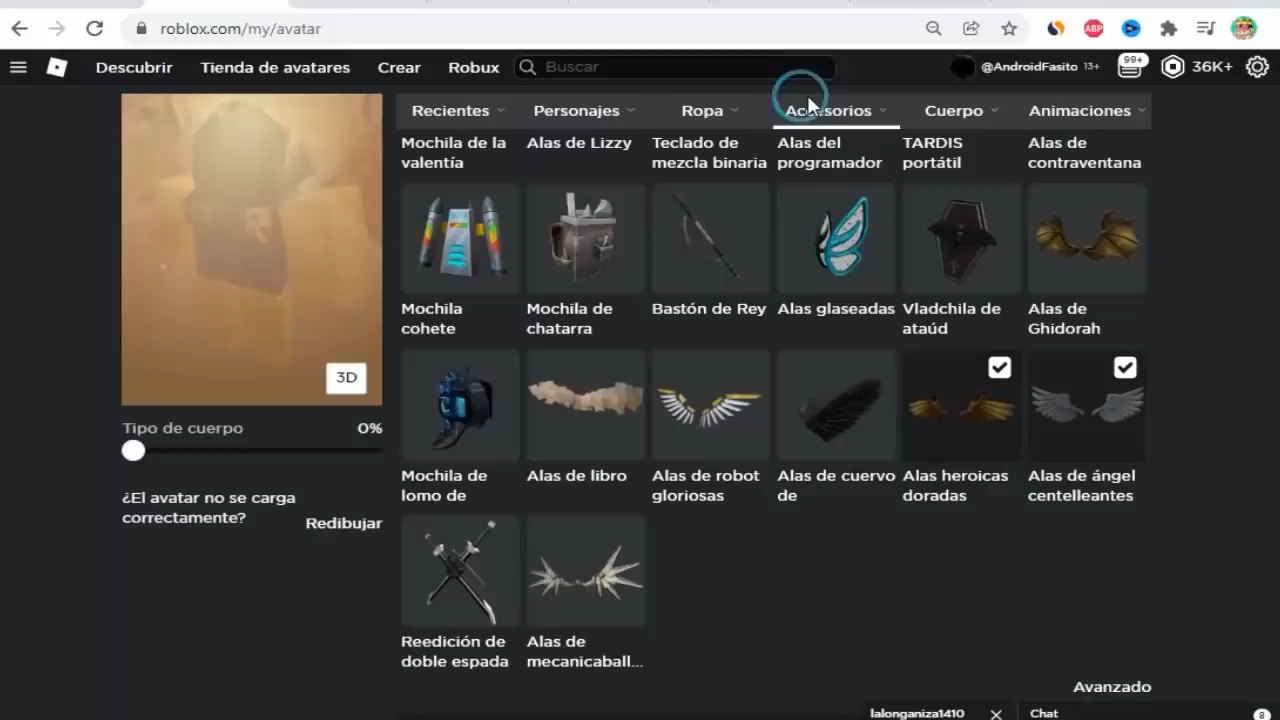 roblox.com/my/avatar
ABP
Descubrir
Tienda de avatares
Crear
Robux
Buscar
@AndroidFasito 13+
99+
36K+
Recientes
Personajes
Ropa
Accesorios
Cuerpo
Animaciones
Mochila de la
valentía
Alas de Lizzy
Teclado de
mezcla binaria
Alas del
programador
TARDIS
portátil
Alas de
contraventana
Mochila
cohete
Mochila de
chatarra
Bastón de Rey
Alas glaseadas
Vladchila de
ataúd
Alas de
Ghidorah
3D
Tipo de cuerpo
0%
¿El avatar no se carga
correctamente?
Redibujar
Mochila de
lomo de
Alas de libro
Alas de robot
gloriosas
Alas de cuervo
de
Alas heroicas
doradas
Alas de ángel
centelleantes
Reedición de
doble espada
Alas de
mecanicaball...
Avanzado
lalonganiza1410
Chat